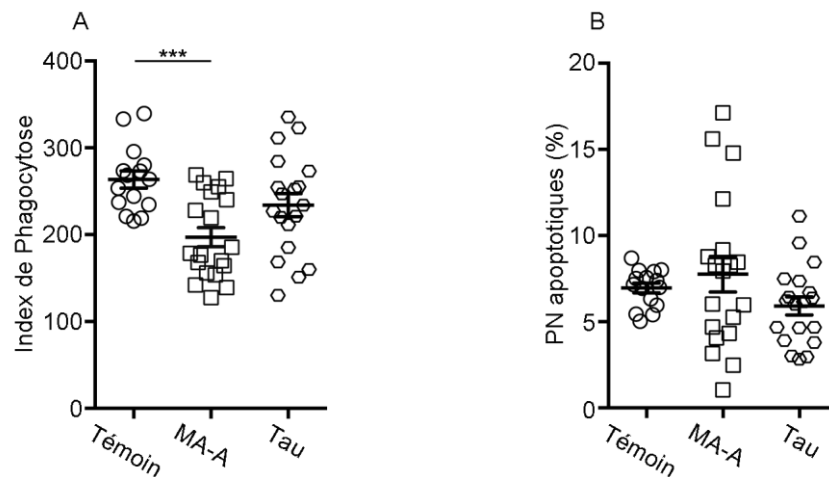 A
***
Index de Phagocytose
400
300
200
100
0
Témoin
MA-A
Tau
B
PN apoptotiques (%)
20
15
10
5
0
Témoin
MA-A
Tau